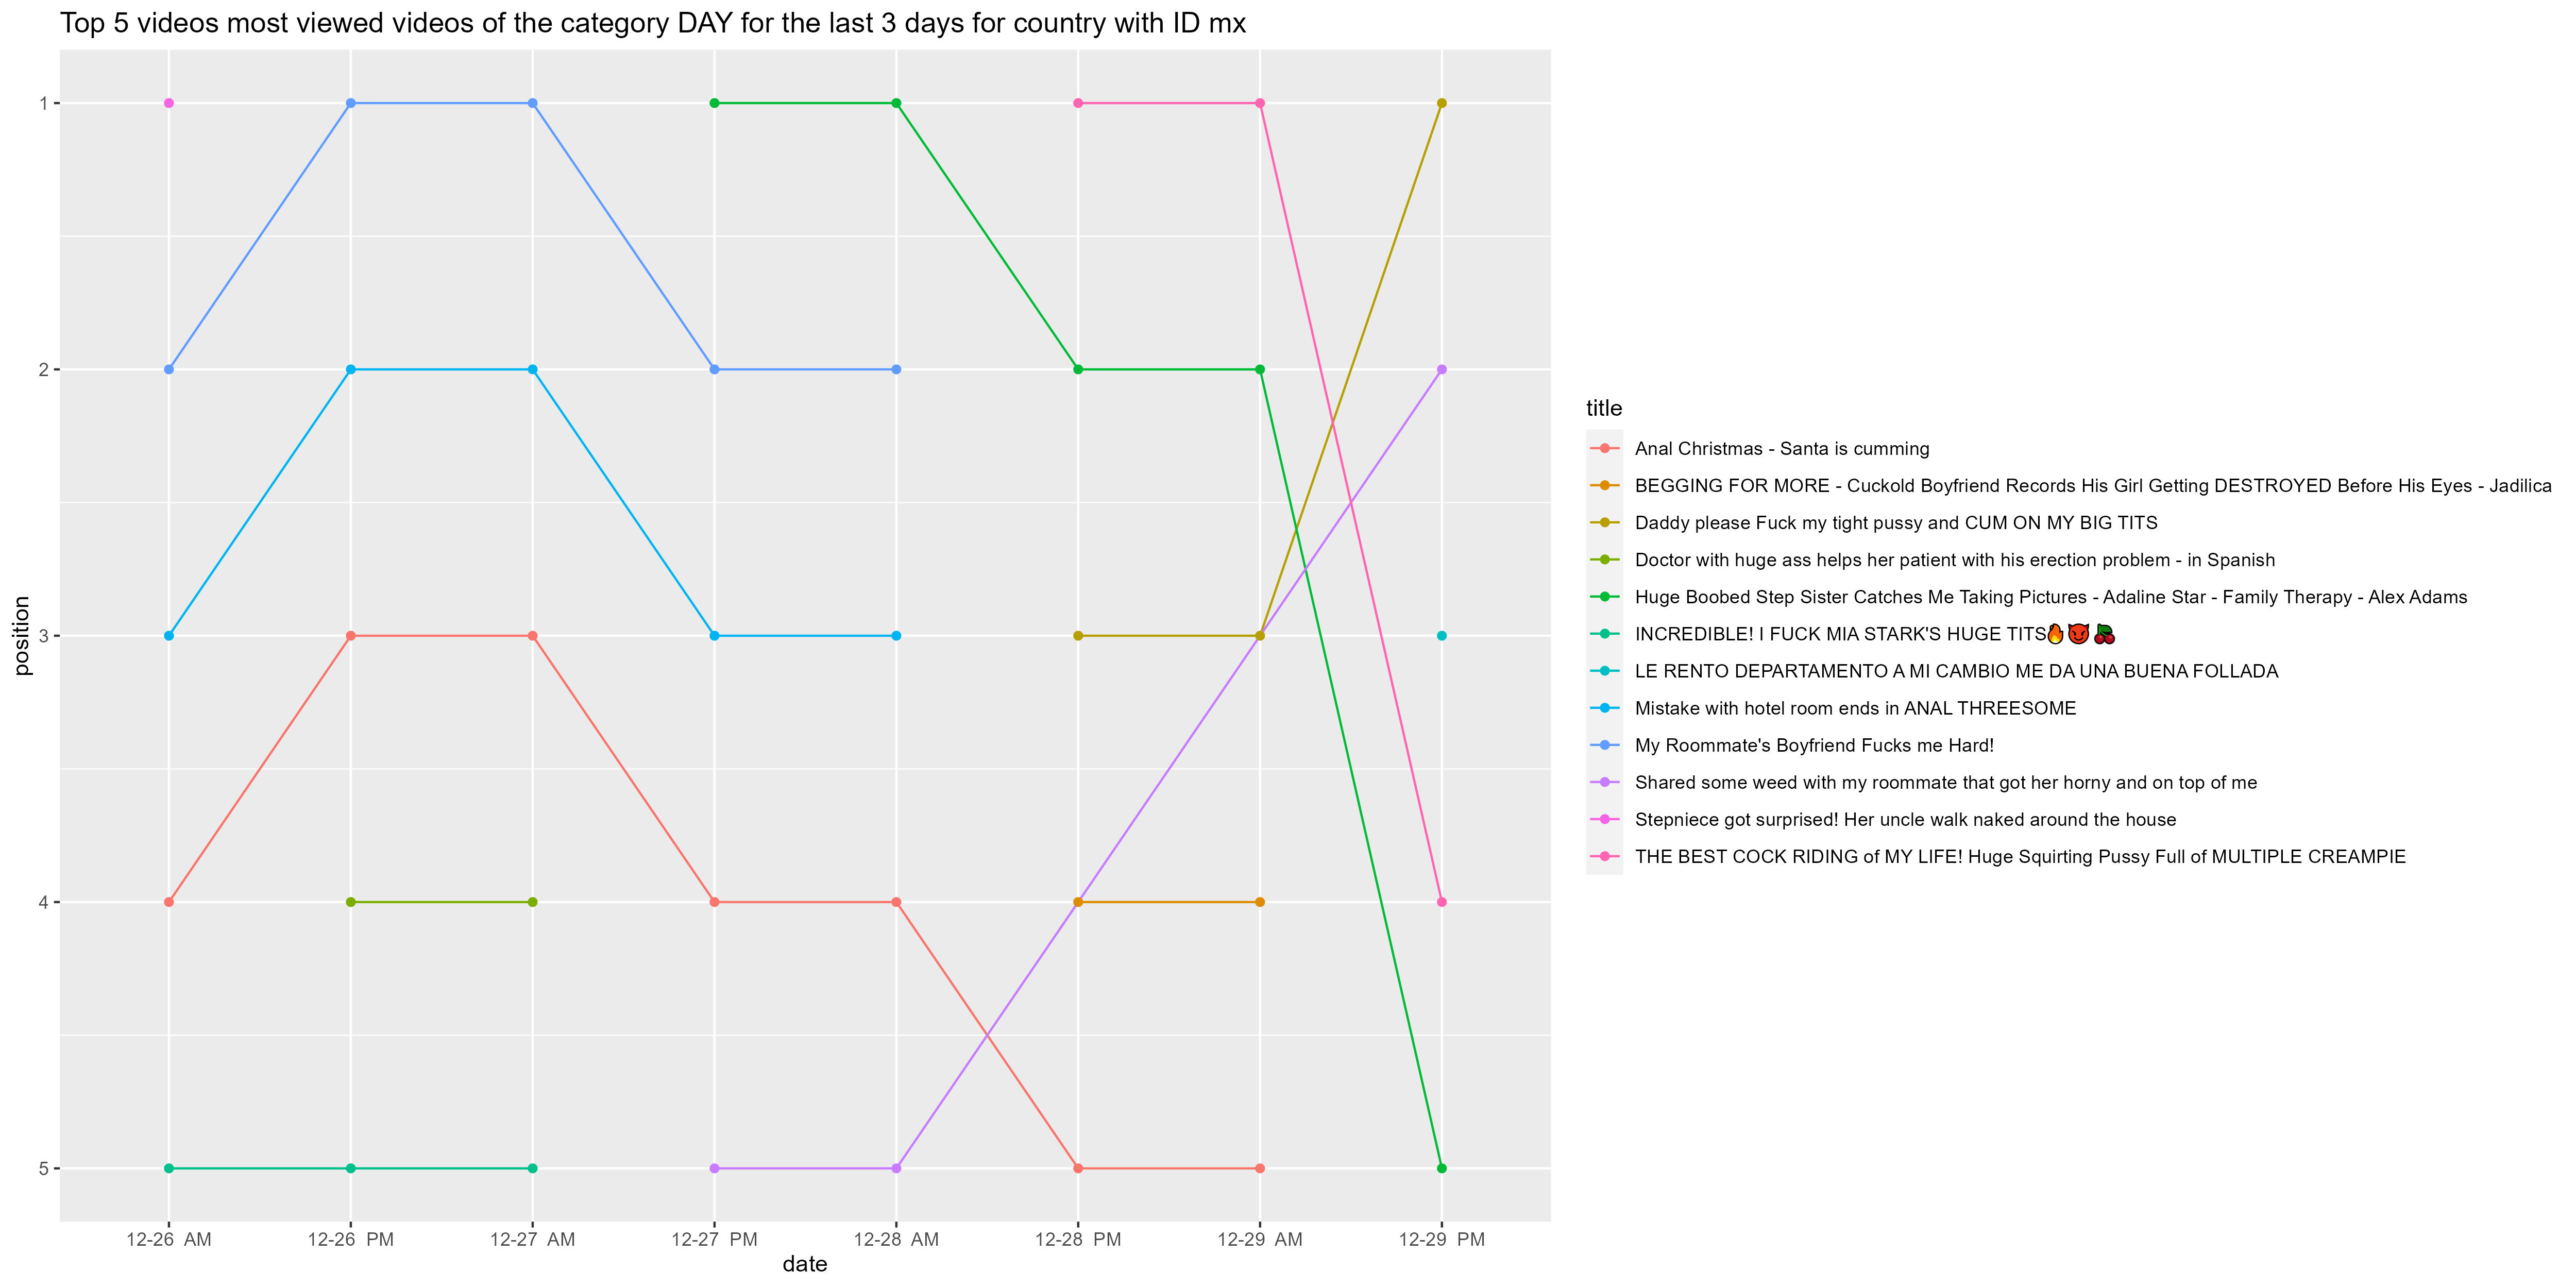 Top 5 videos most viewed videos of the category DAY for the last 3 days for country with ID mx
position
1
2
3
4
5
12-26 AM
12-26 PM
12-27 AM
12-27 PM
12-28 AM
12-28 PM
12-29 AM
12-29 PM
date
title
Anal Christmas - Santa is cumming
BEGGING FOR MORE - Cuckold Boyfriend Records His Girl Getting DESTROYED Before His Eyes - Jadilica
Daddy please Fuck my tight pussy and CUM ON MY BIG TITS
Doctor with huge ass helps her patient with his erection problem - in Spanish
Huge Boobed Step Sister Catches Me Taking Pictures - Adaline Star - Family Therapy - Alex Adams
INCREDIBLE! I FUCK MIA STARK'S HUGE TITS🔥😈🍒
LE RENTO DEPARTAMENTO A MI CAMBIO ME DA UNA BUENA FOLLADA
Mistake with hotel room ends in ANAL THREESOME
My Roommate's Boyfriend Fucks me Hard!
Shared some weed with my roommate that got her horny and on top of me
Stepniece got surprised! Her uncle walk naked around the house
THE BEST COCK RIDING of MY LIFE! Huge Squirting Pussy Full of MULTIPLE CREAMPIE